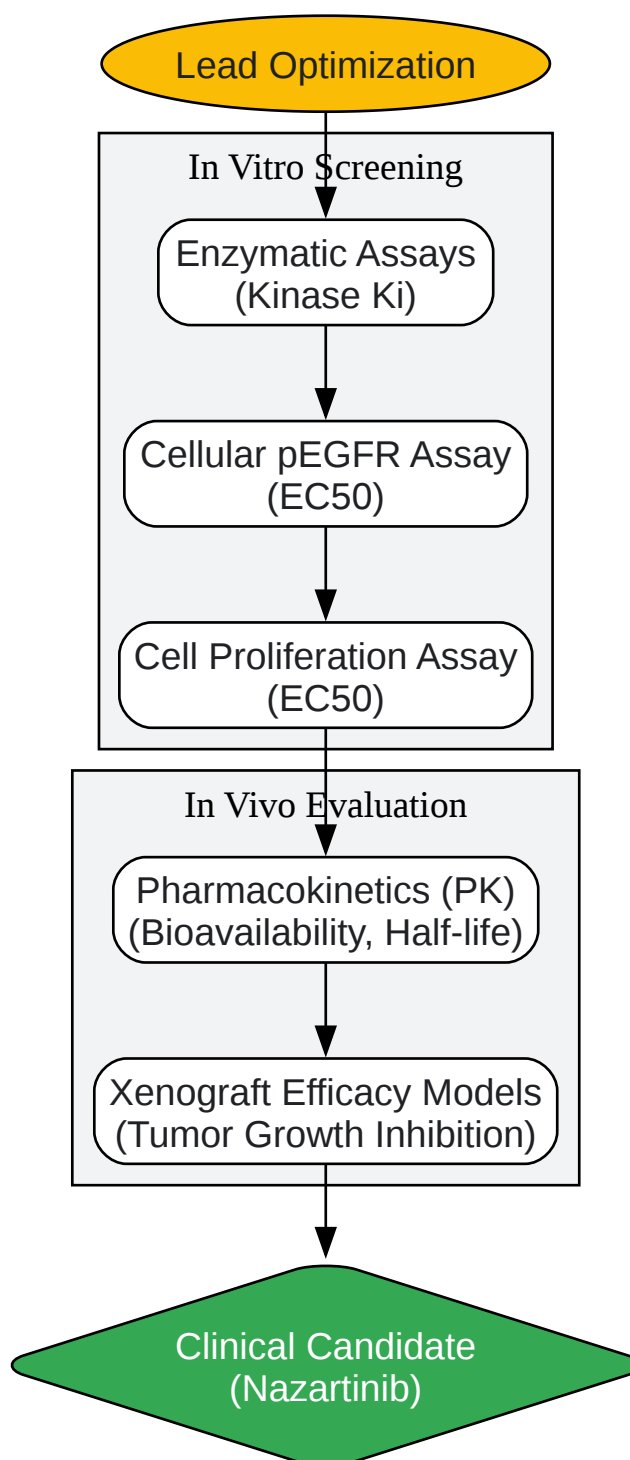 Lead Optimization
In Vitro Screening
Enzymatic Assays
(Kinase Ki)
Cellular pEGFR Assay
(EC50)
Cell Proliferation Assay
(EC50)
In Vivo Evaluation
Pharmacokinetics (PK)
(Bioavailability, Half-life)
Xenograft Efficacy Models
(Tumor Growth Inhibition)
Clinical Candidate
(Nazartinib)